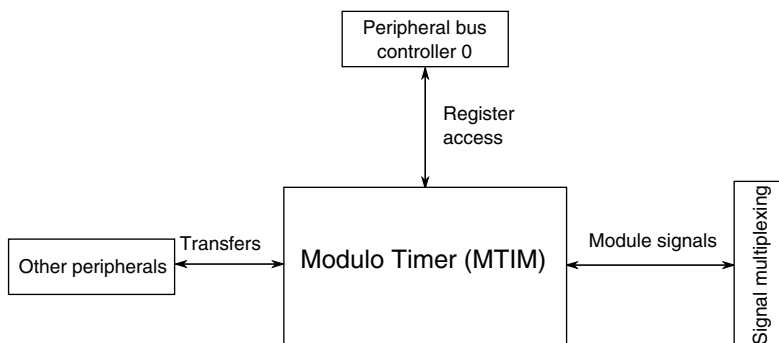 Peripheral bus
controller 0
Register
access
Transfers
Other peripherals
Modulo Timer (MTIM)
Module signals
Signal multiplexing